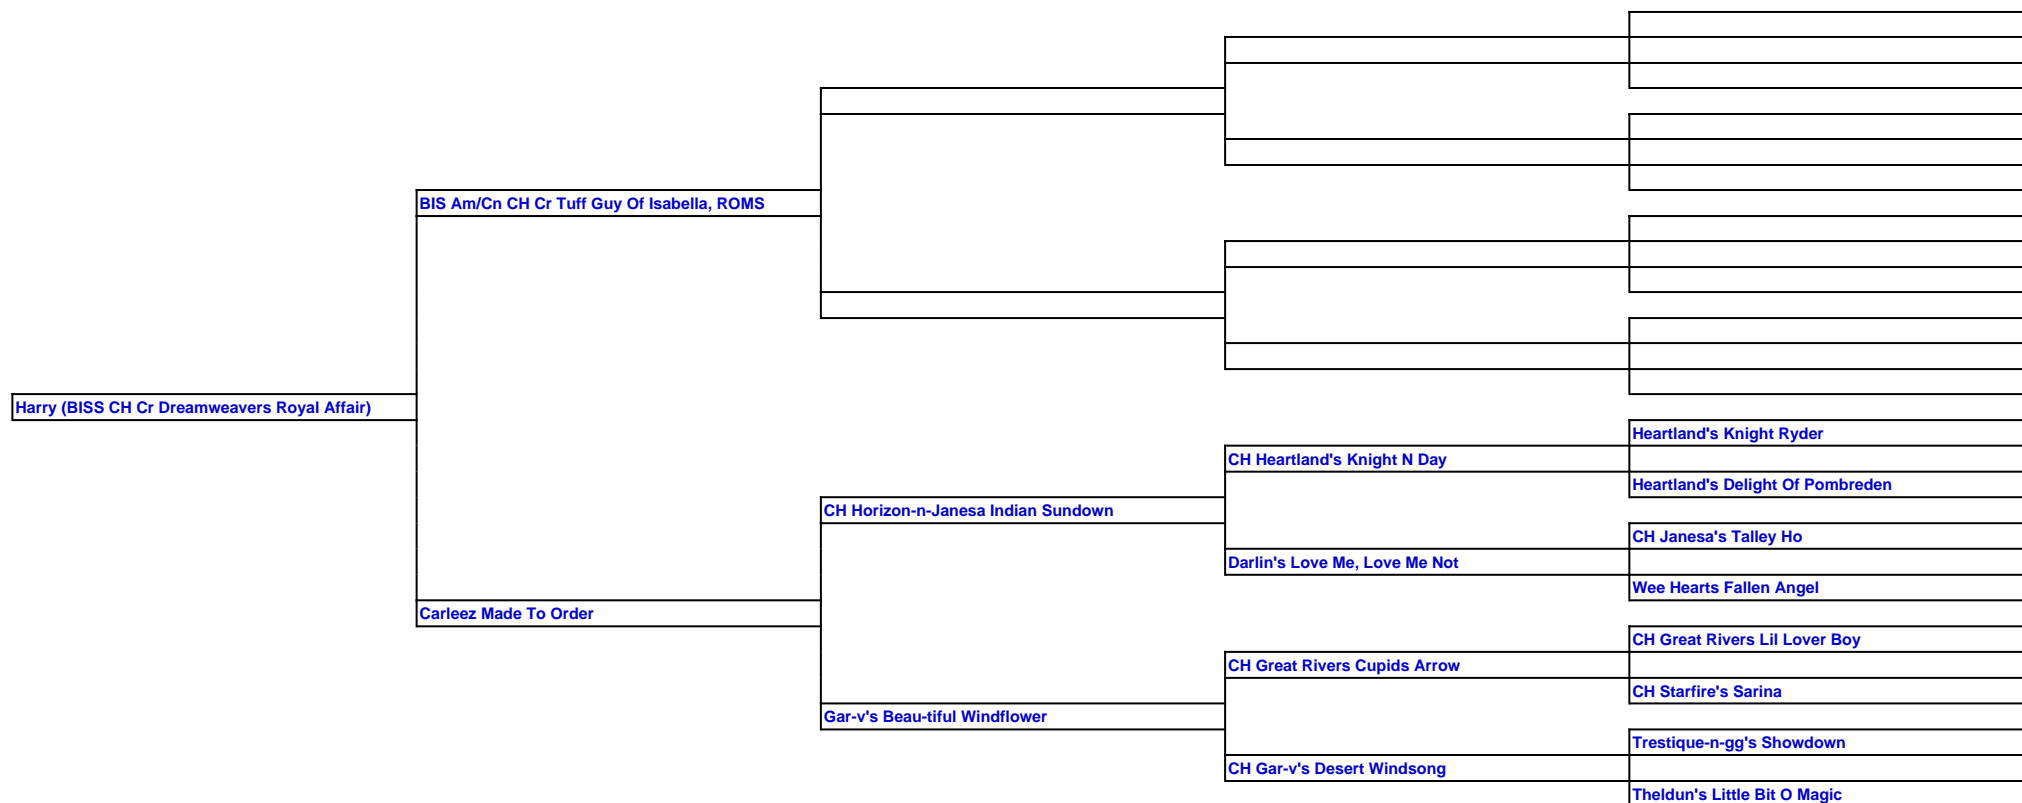 BIS Am/Cn CH Cr Tuff Guy Of Isabella, ROMS
Harry (BISS CH Cr Dreamweavers Royal Affair)
Heartland's Knight Ryder
CH Heartland's Knight N Day
Heartland's Delight Of Pombreden
CH Horizon-n-Janesa Indian Sundown
CH Janesa's Talley Ho
Darlin's Love Me, Love Me Not
Wee Hearts Fallen Angel
Carleez Made To Order
CH Great Rivers Lil Lover Boy
CH Great Rivers Cupids Arrow
CH Starfire's Sarina
Gar-v's Beau-tiful Windflower
Trestique-n-gg's Showdown
CH Gar-v's Desert Windsong
Theldun's Little Bit O Magic